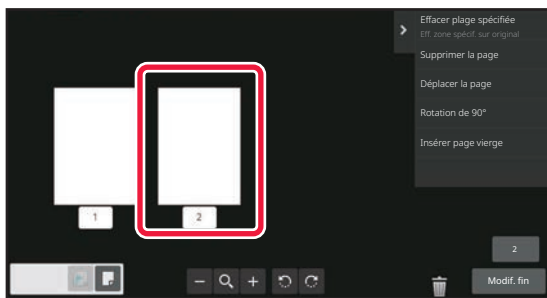 Effacer plage spécifiée
Eff. zone spécif. sur original
Supprimer la page
Déplacer la page
Rotation de 90°
Insérer page vierge
1
2
2
Modif. fin